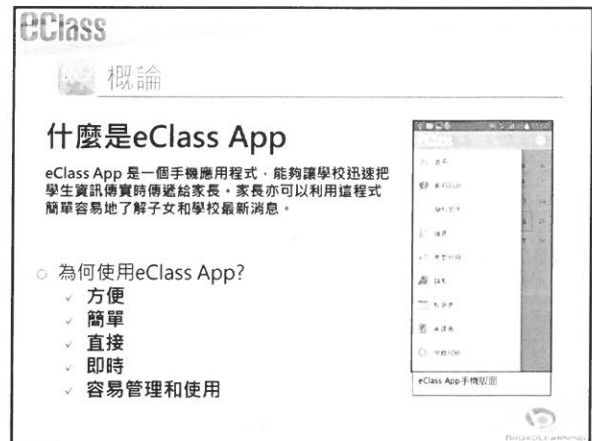 eClass
概論
什麼是eClass App
eClass App 是一個手機應用程式，能夠讓學校迅速把
學生資訊傳實時傳遞給家長。家長亦可以利用這程式
簡單容易地了解子女和學校最新消息。
為何使用eClass App?
✓ 方便
✓ 簡單
✓ 直接
✓ 即時
✓ 容易管理和使用
eClass App手機版面
BROADLEARNING